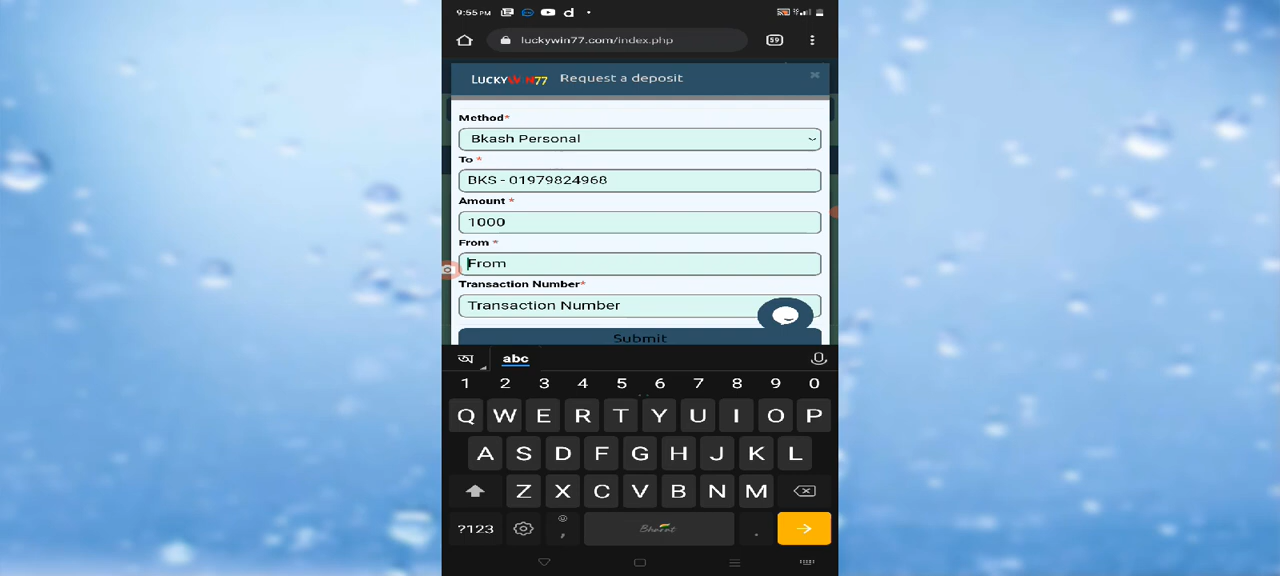 9:55 PM
59
luckywin77.com/index.php
LUCKYWIN77 Request a deposit
Method*
Bkash Personal
To *
BKS - 01979824968
Amount *
1000
From *
From
Transaction Number*
Transaction Number
Submit
অ abc
1 2 3 4 5 6 7 8 9 0
Q W E R T Y U I O P
A S D F G H J K L
Z X C V B N M
?123 , Bharat .